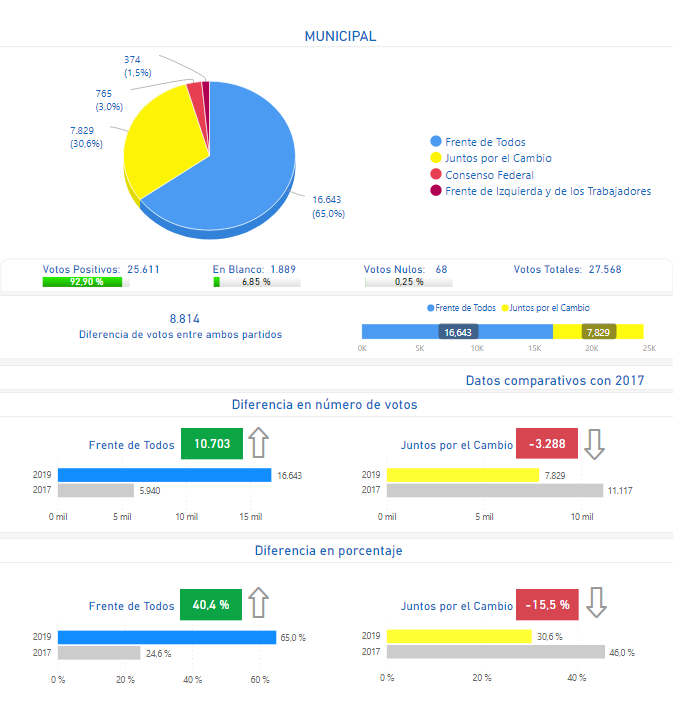 MUNICIPAL
374
(1,5%)
765
(3,0%)
7.829
(30,6%)
16.643
(65,0%)
Frente de Todos
Juntos por el Cambio
Consenso Federal
Frente de Izquierda y de los Trabajadores
Votos Positivos: 25.611
92,90 %
En Blanco: 1.889
6,85 %
Votos Nulos: 68
0,25 %
Votos Totales: 27.568
8.814
Diferencia de votos entre ambos partidos
Frente de Todos Juntos por el Cambio
16,643 7,829
0K 5K 10K 15K 20K 25K
Datos comparativos con 2017
Diferencia en número de votos
Frente de Todos 10.703
2019 16.643
2017 5.940
0 mil 5 mil 10 mil 15 mil
Juntos por el Cambio -3.288
2019 7.829
2017 11.117
0 mil 5 mil 10 mil
Diferencia en porcentaje
Frente de Todos 40,4 %
2019 65,0 %
2017 24,6 %
0 % 20 % 40 % 60 %
Juntos por el Cambio -15,5 %
2019 30,6 %
2017 46,0 %
0 % 20 % 40 %